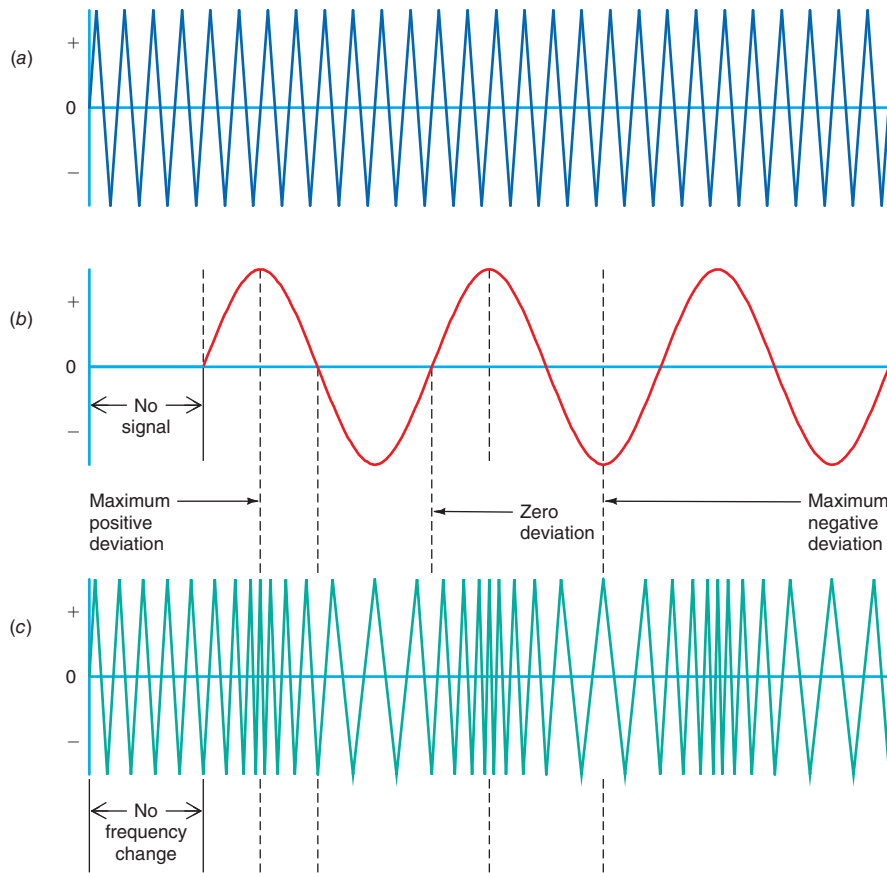 (a)
+
0
−
(b)
+
0
No
signal
−
Maximum
positive
deviation
Zero
deviation
Maximum
negative
deviation
(c)
+
0
−
No
frequency
change